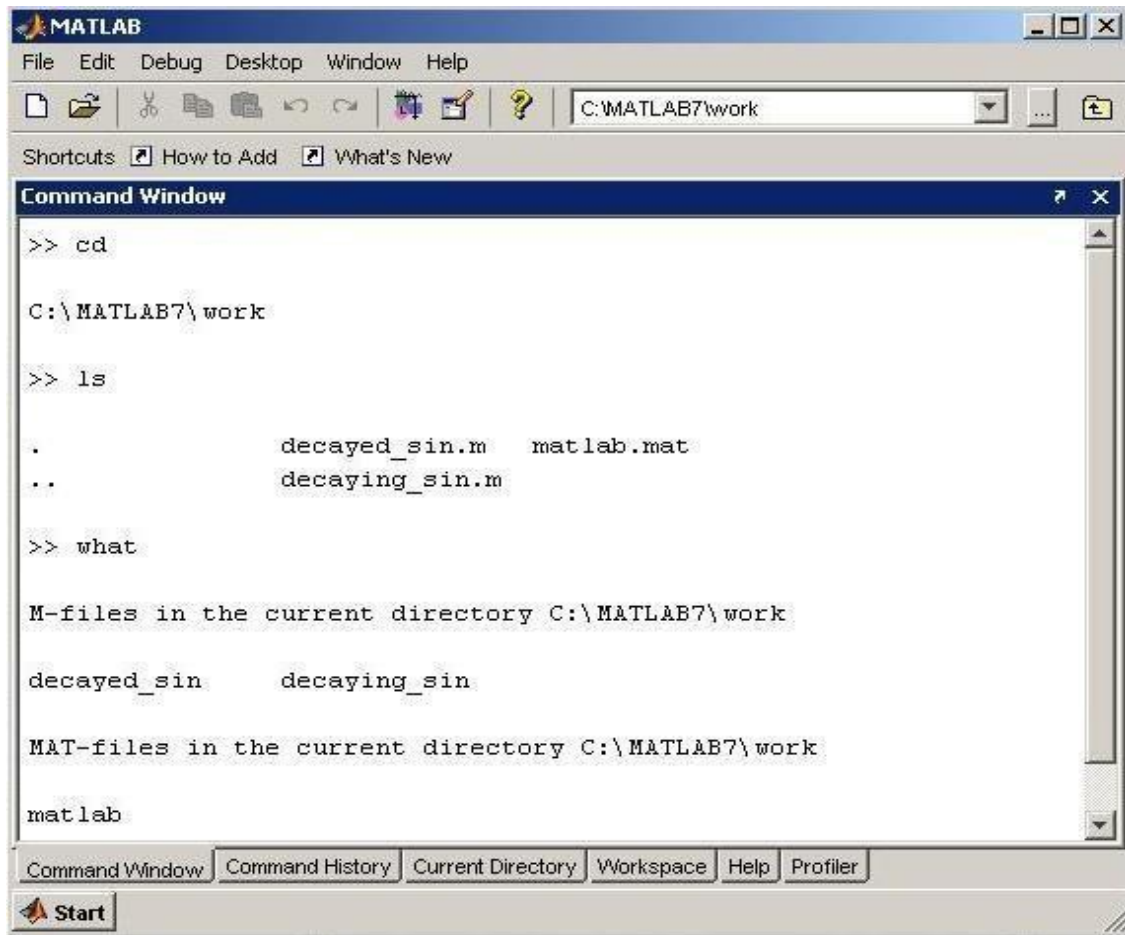 MATLAB
File Edit Debug Desktop Window Help
C:\MATLAB7\work ...
Shortcuts How to Add What's New
Command Window
>> cd
C:\MATLAB7\work
>> ls
. decayed_sin.m matlab.mat
.. decaying_sin.m
>> what
M-files in the current directory C:\MATLAB7\work
decayed_sin decaying_sin
MAT-files in the current directory C:\MATLAB7\work
matlab
Command Window Command History Current Directory Workspace Help Profiler
Start